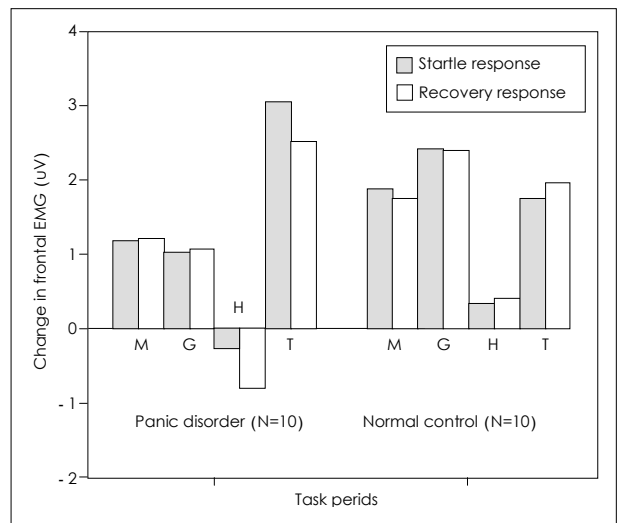 4
3
2
1
0
- 1
- 2
Change in frontal EMG (uV)
Startle response
Recovery response
H
M G T M G H T
Panic disorder (N=10) Normal control (N=10)
Task perids